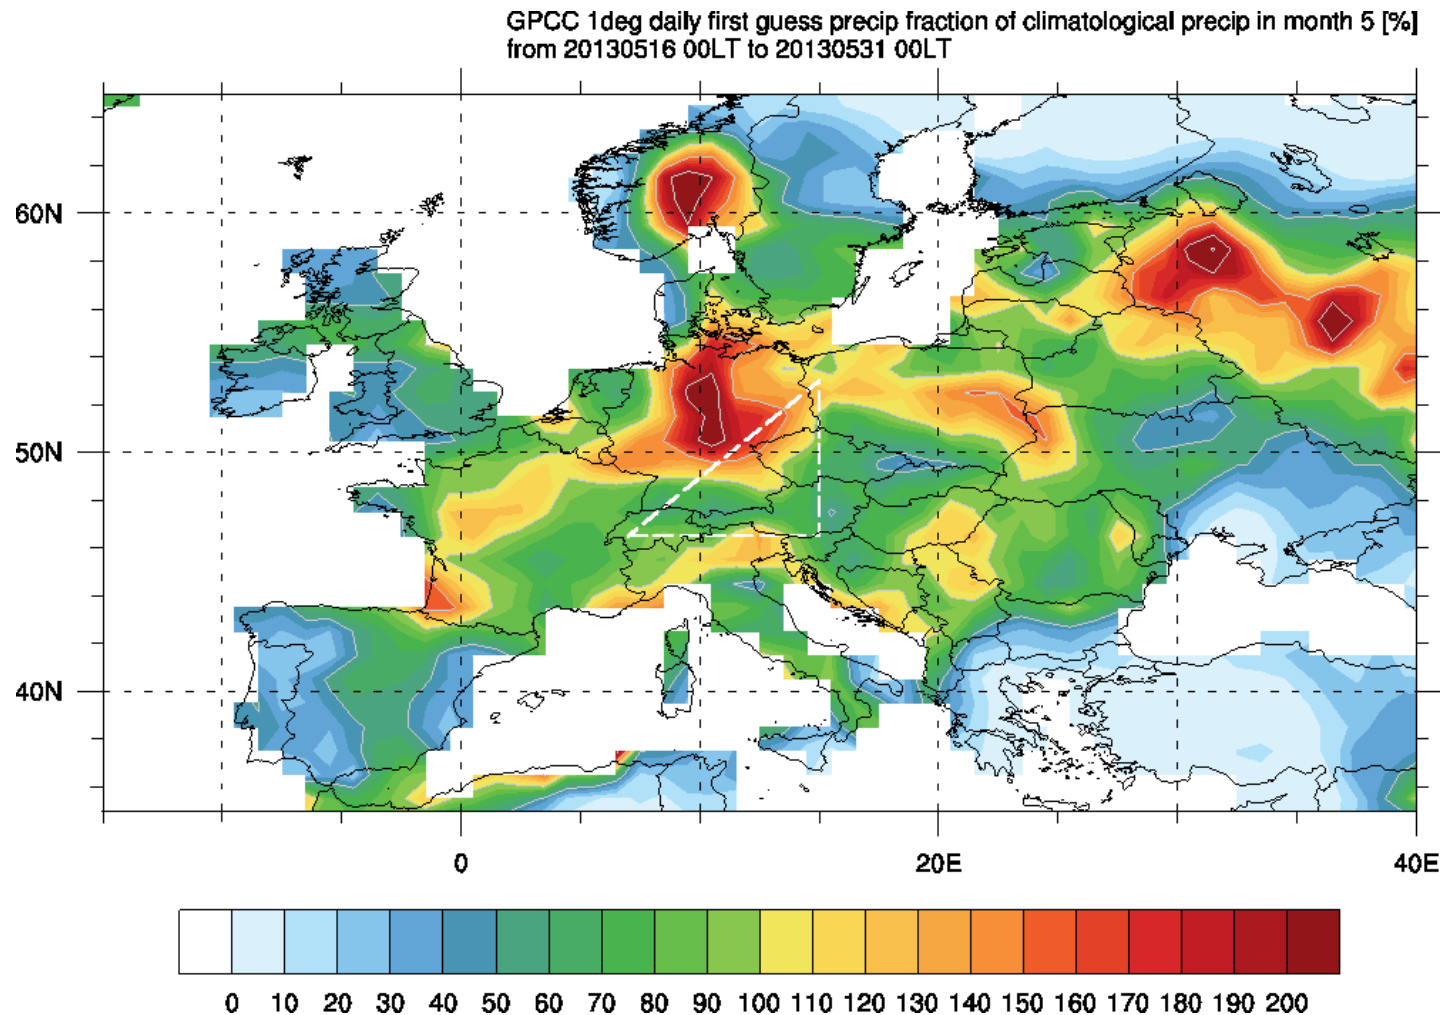 GPCC 1deg daily first guess precip fraction of climatological precip in month 5 [%]
from 20130516 00LT to 20130531 00LT
60N
50N
40N
0 20E 40E
0 10 20 30 40 50 60 70 80 90 100 110 120 130 140 150 160 170 180 190 200